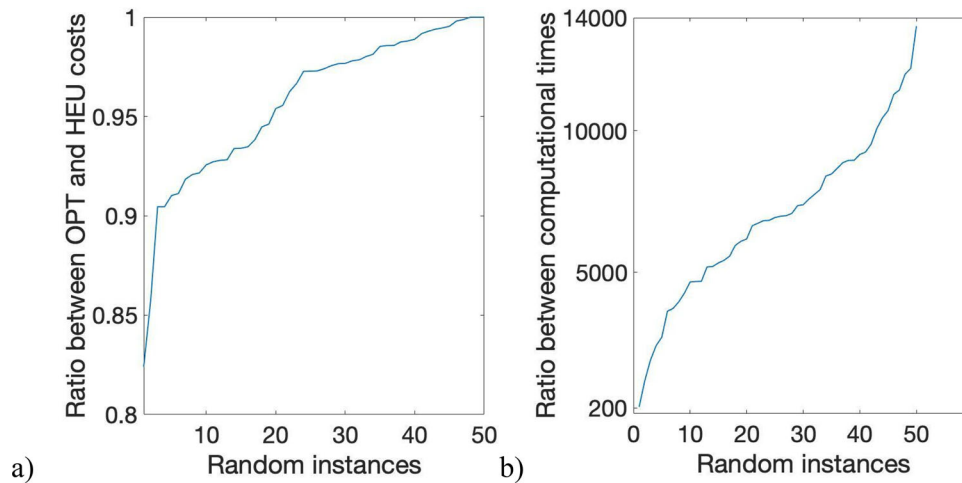 Ratio between OPT and HEU costs
1
0.95
0.9
0.85
0.8
10 20 30 40 50
Random instances
a)
Ratio between computational times
14000
10000
5000
200
0 10 20 30 40 50
Random instances
b)